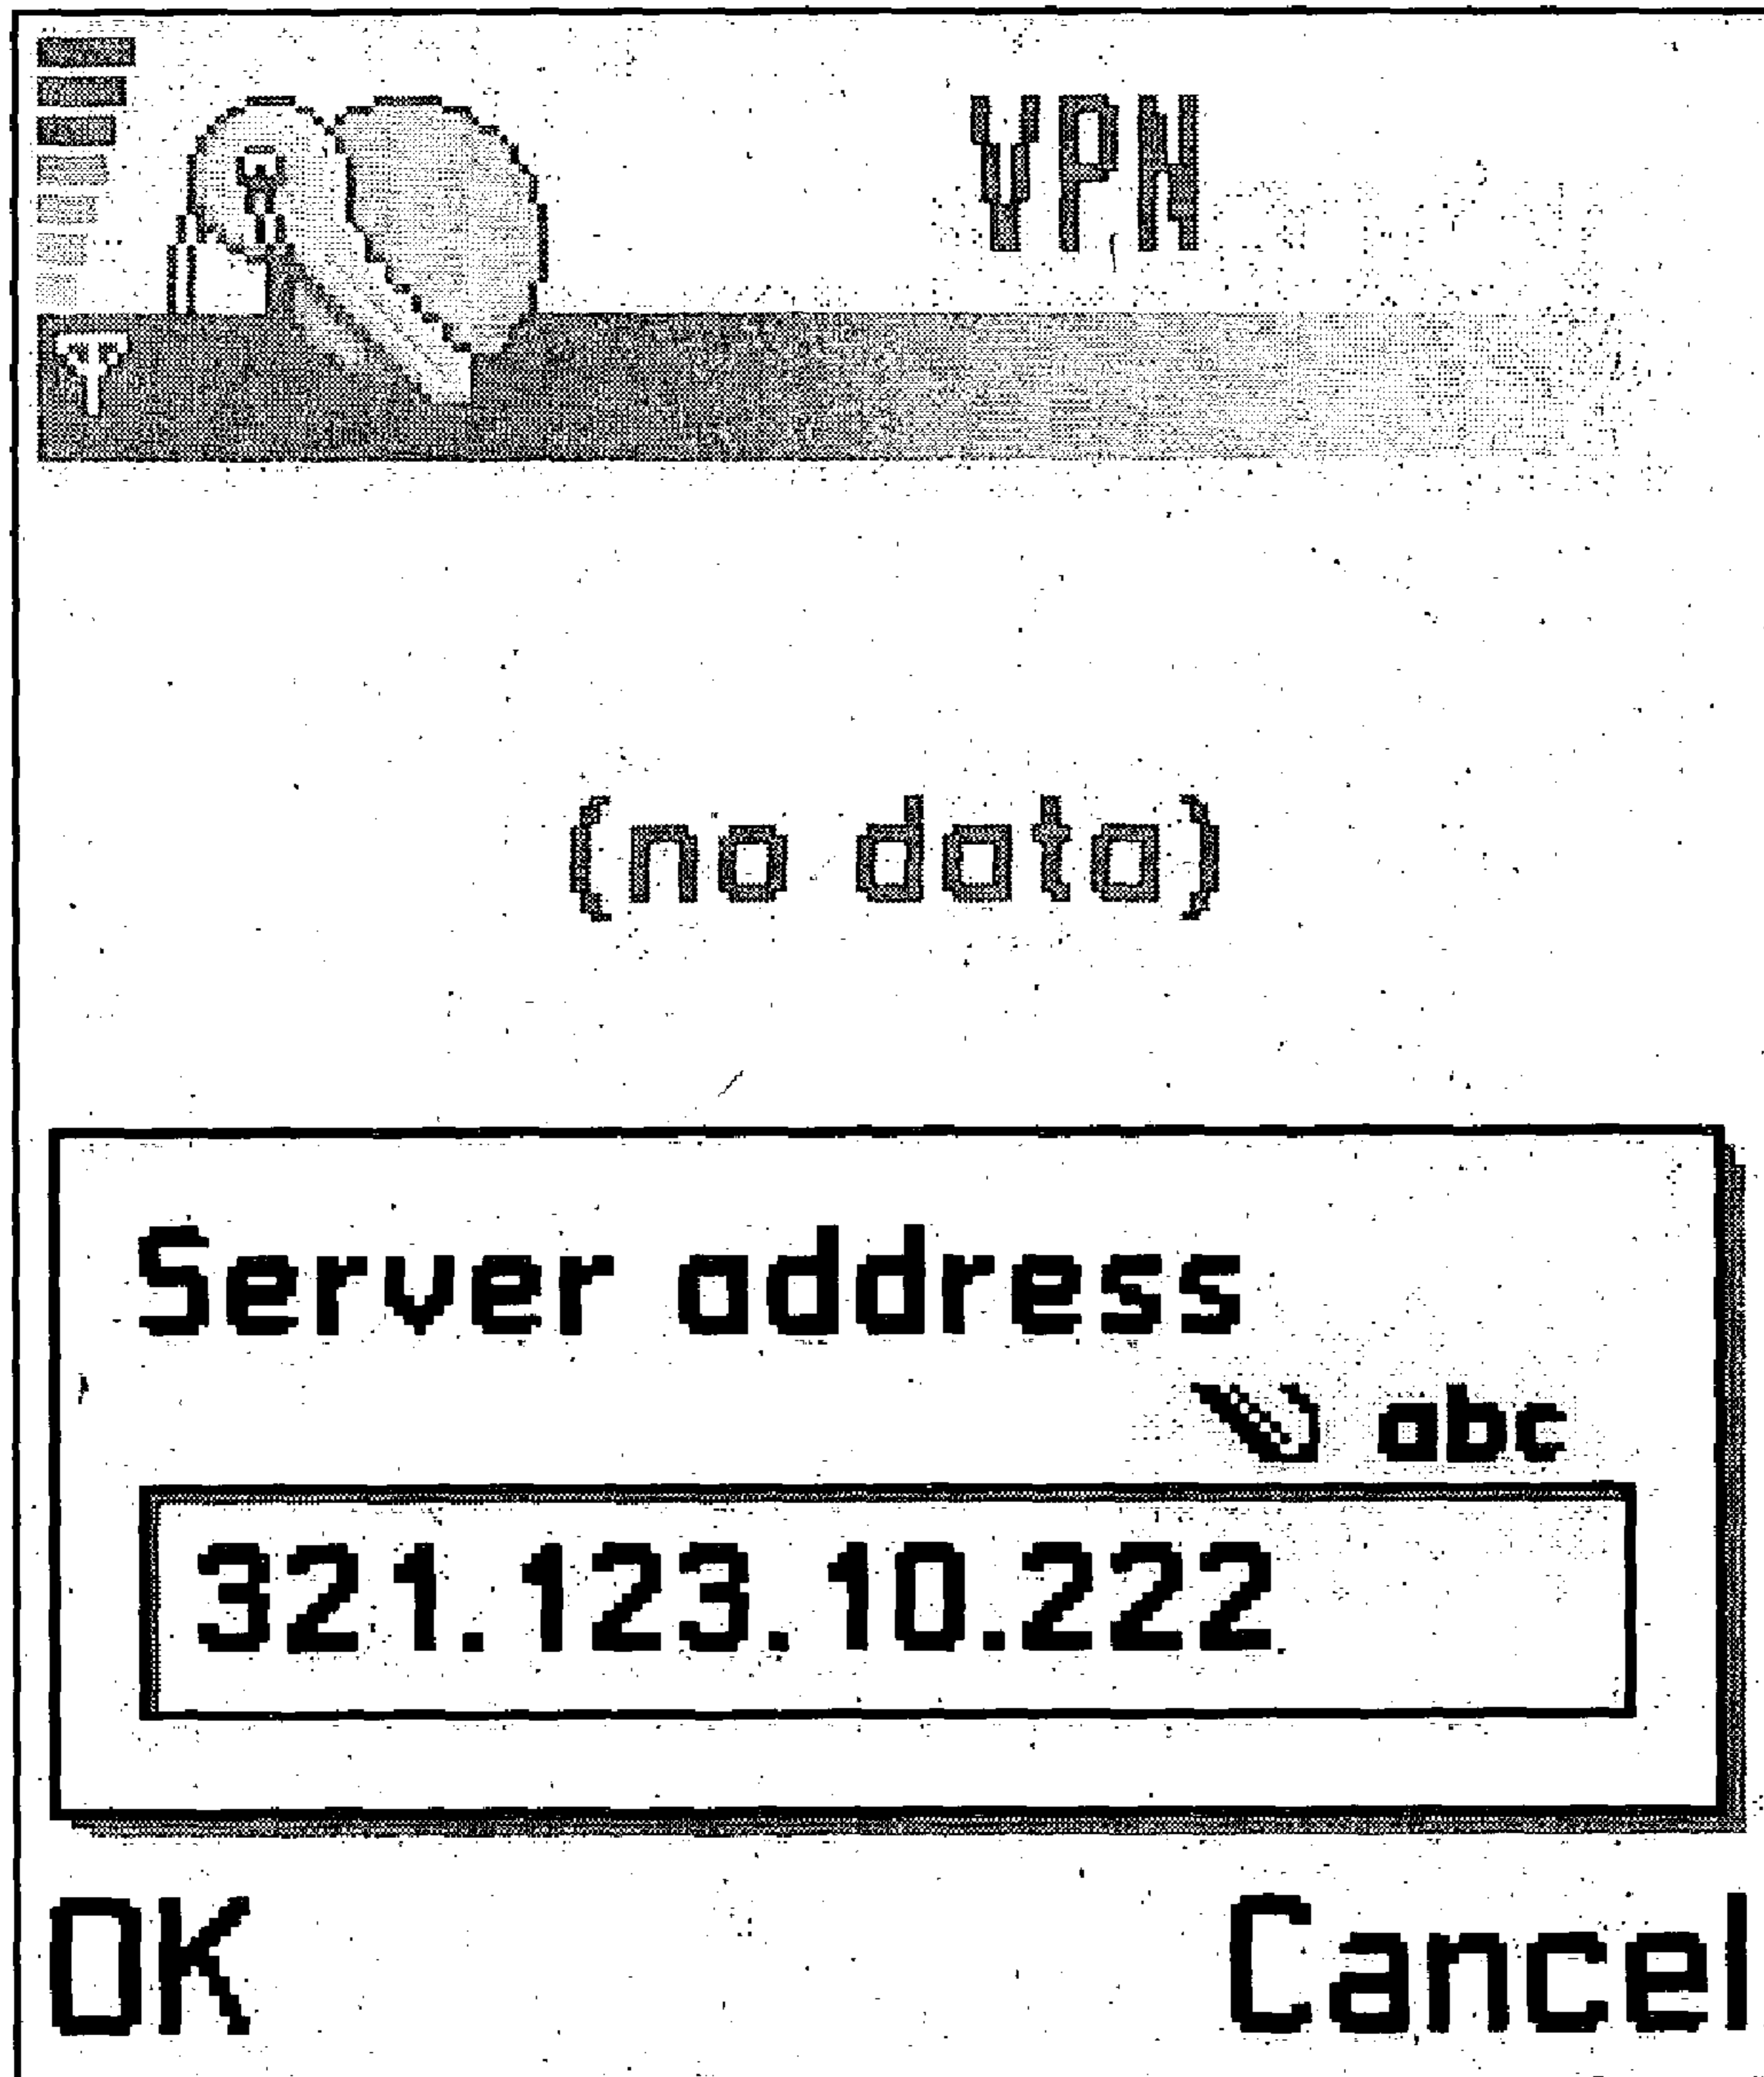 VPN
(no data)
Server address
abc
321.123.10.222
OK
Cancel